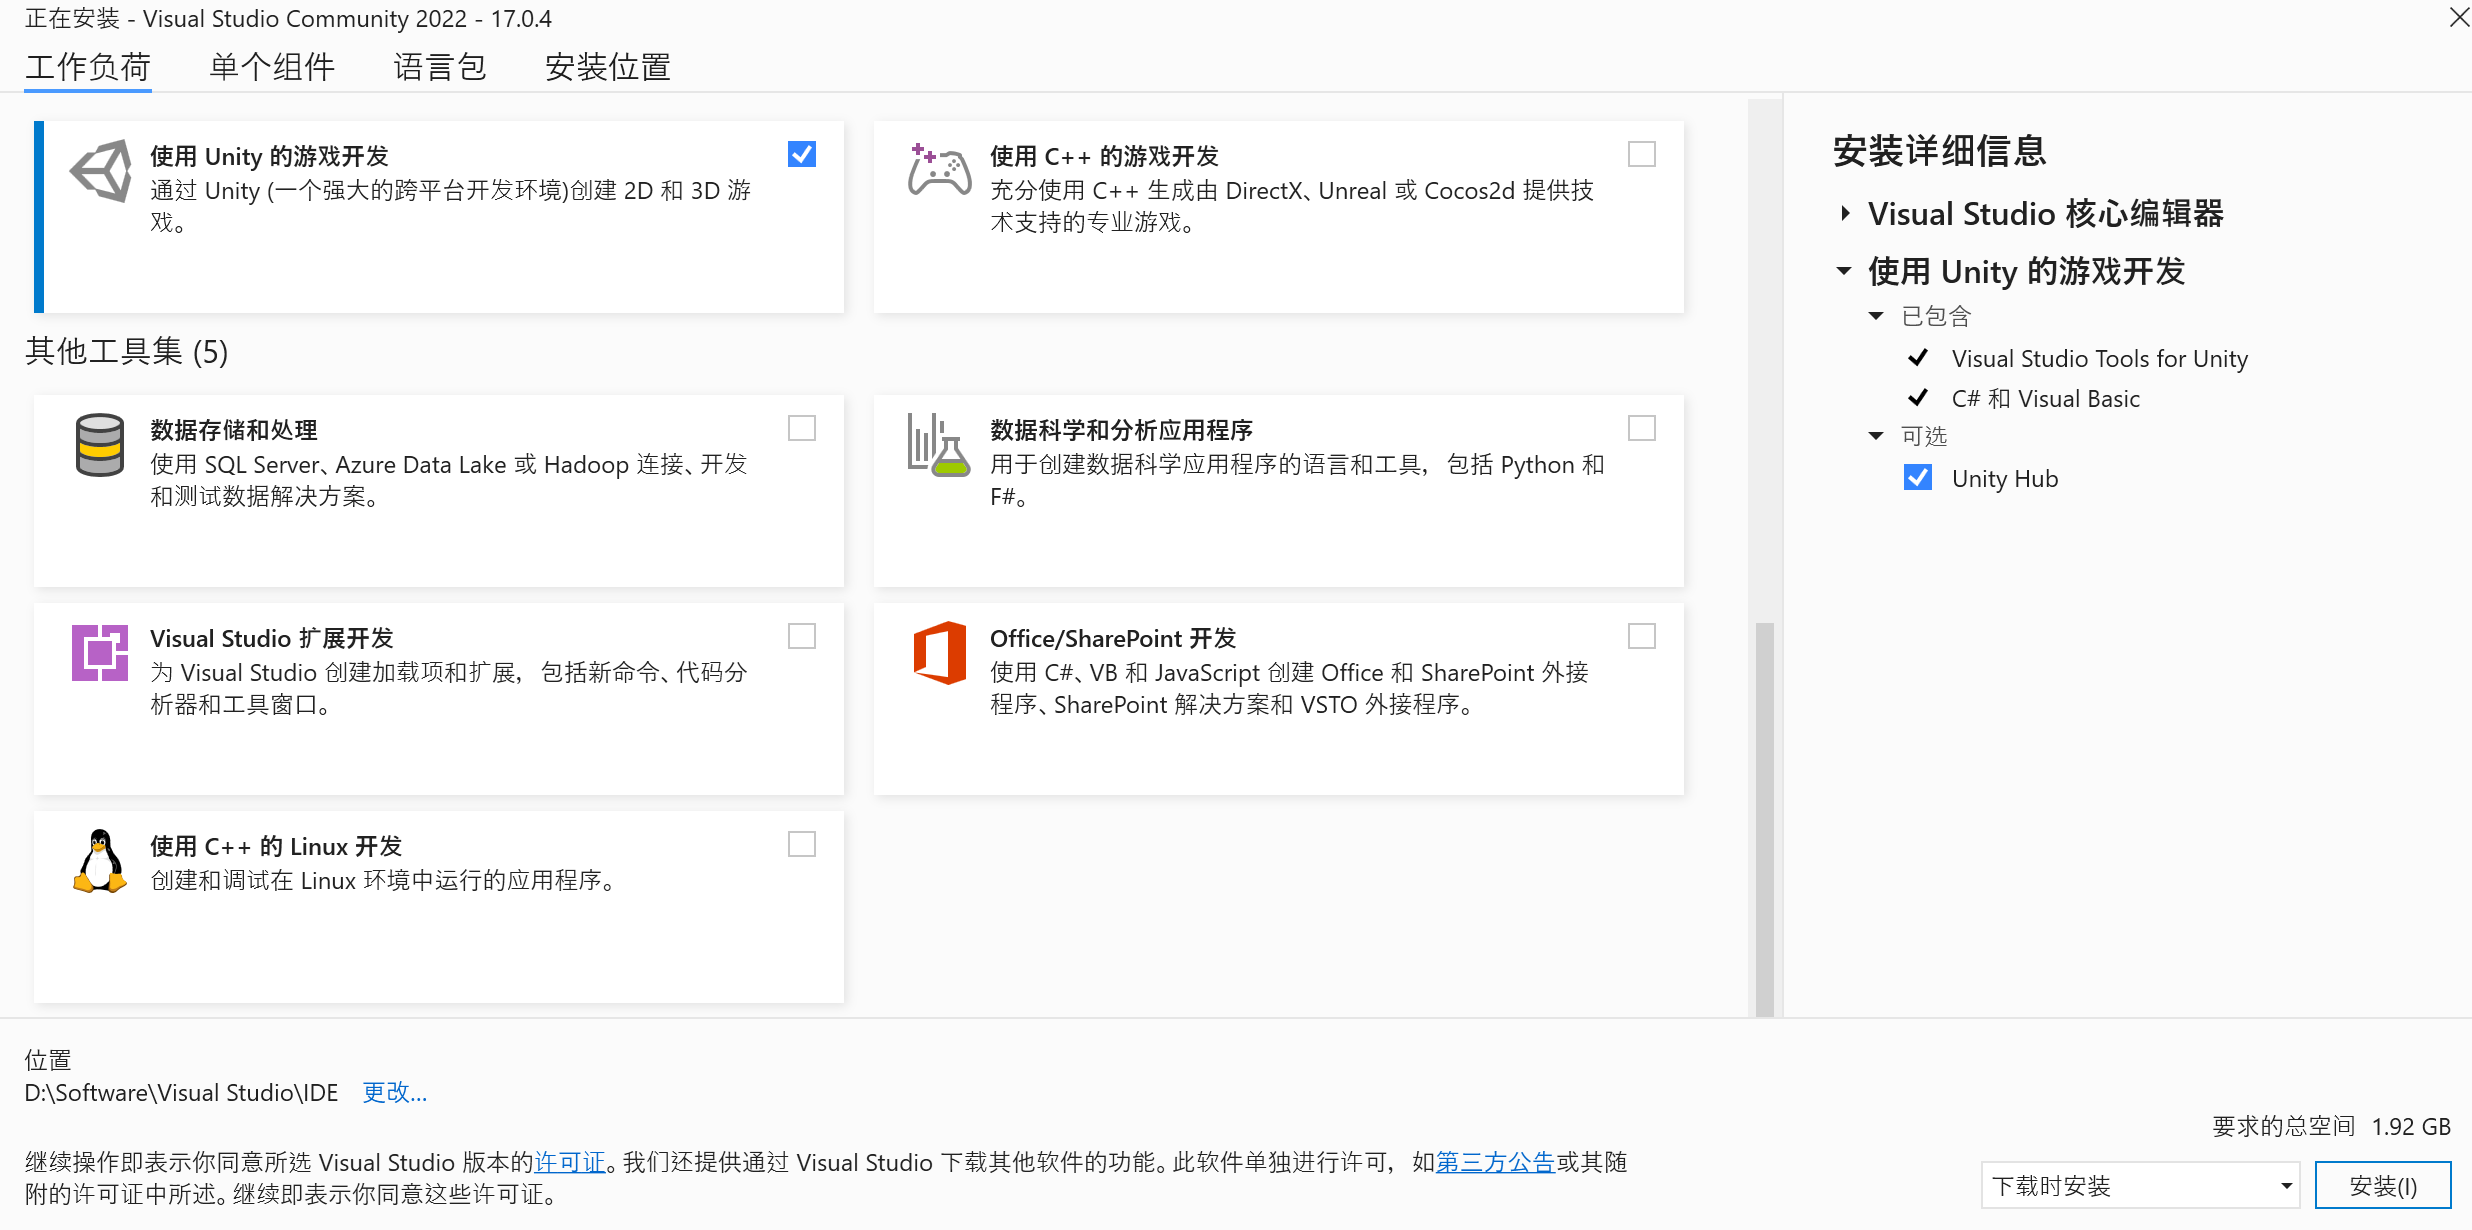 正在安装 - Visual Studio Community 2022 - 17.0.4
工作负荷 单个组件 语言包 安装位置
使用 Unity 的游戏开发
通过 Unity (一个强大的跨平台开发环境)创建 2D 和 3D 游
戏。
使用 C++ 的游戏开发
充分使用 C++ 生成由 DirectX、Unreal 或 Cocos2d 提供技
术支持的专业游戏。
其他工具集 (5)
数据存储和处理
使用 SQL Server、Azure Data Lake 或 Hadoop 连接、开发
和测试数据解决方案。
数据科学和分析应用程序
用于创建数据科学应用程序的语言和工具，包括 Python 和
F#。
Visual Studio 扩展开发
为 Visual Studio 创建加载项和扩展，包括新命令、代码分
析器和工具窗口。
Office/SharePoint 开发
使用 C#、VB 和 JavaScript 创建 Office 和 SharePoint 外接
程序、SharePoint 解决方案和 VSTO 外接程序。
使用 C++ 的 Linux 开发
创建和调试在 Linux 环境中运行的应用程序。
安装详细信息
Visual Studio 核心编辑器
使用 Unity 的游戏开发
已包含
Visual Studio Tools for Unity
C# 和 Visual Basic
可选
Unity Hub
位置
D:\Software\Visual Studio\IDE 更改...
继续操作即表示你同意所选 Visual Studio 版本的许可证。我们还提供通过 Visual Studio 下载其他软件的功能。此软件单独进行许可，如第三方公告或其随
附的许可证中所述。继续即表示你同意这些许可证。
要求的总空间 1.92 GB
下载时安装 安装(I)